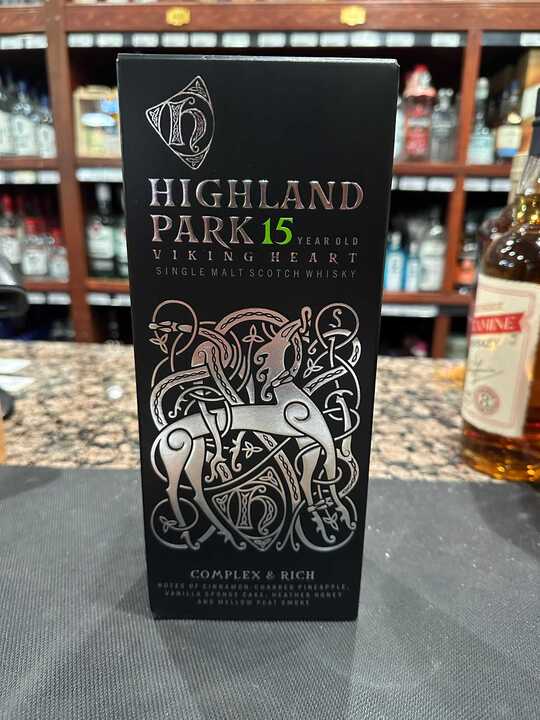 h
HIGHLAND
PARK 15 YEAR OLD
VIKING HEART
SINGLE MALT SCOTCH WHISKY
S
h
COMPLEX & RICH
NOTES OF CINNAMON-CHARRED PINEAPPLE,
VANILLA SPONGE CAKE, HEATHER HONEY
AND MELLOW PEAT SMOKE